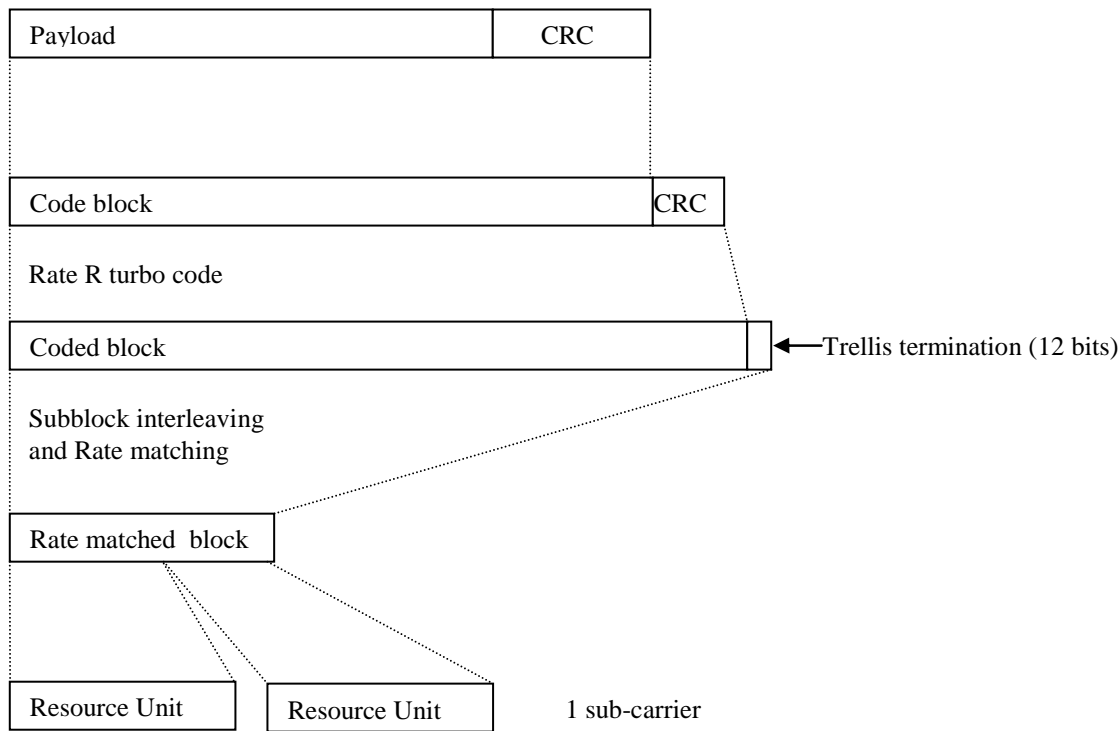 Payload CRC
Code block CRC
Rate R turbo code
Coded block
Trellis termination (12 bits)
Subblock interleaving
and Rate matching
Rate matched block
Resource Unit Resource Unit 1 sub-carrier